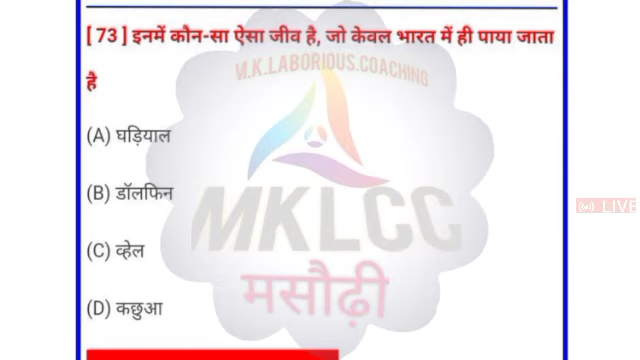 [ 73 ] इनमें कौन-सा ऐसा जीव है, जो केवल भारत में ही पाया जाता
है
M.K.LABORIOUS.COACHING
(A) घड़ियाल
(B) डॉलफिन
MKLCC
LIVE
(C) व्हेल
मसौढ़ी
(D) कछुआ